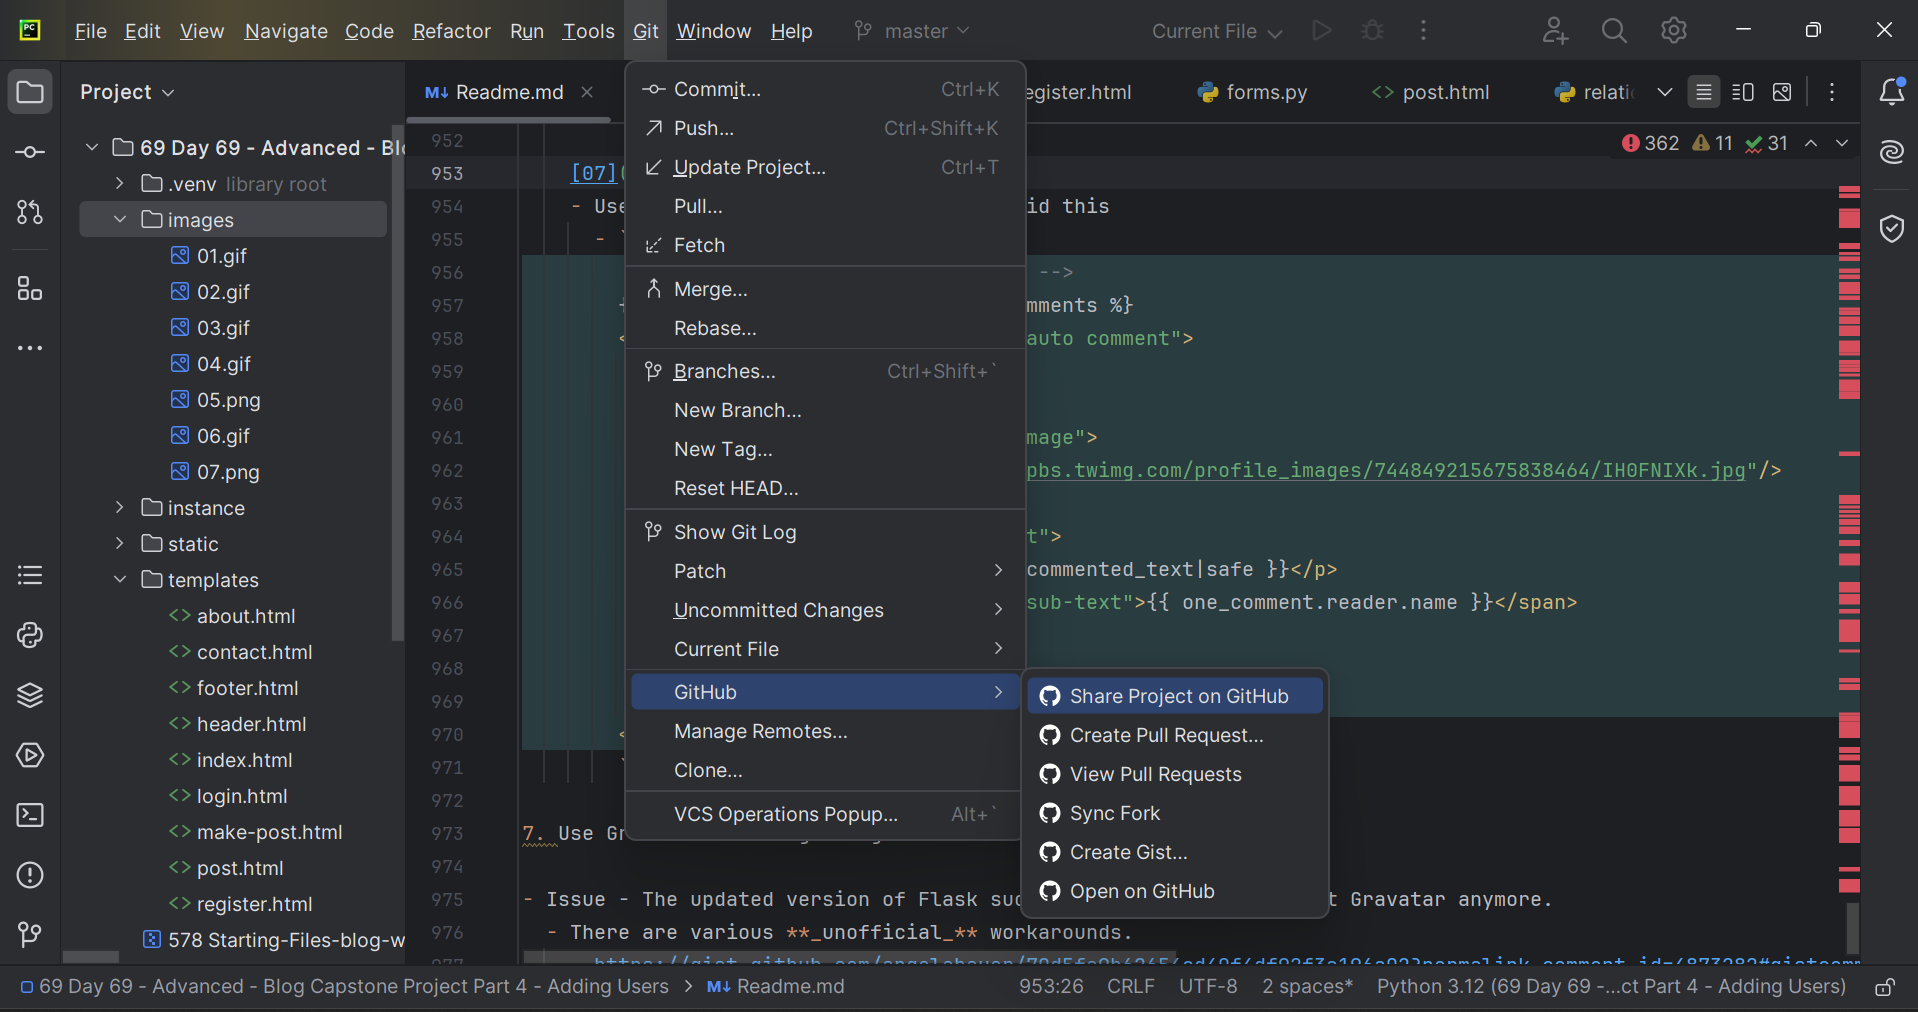 PC
File Edit View Navigate Code Refactor Run Tools Git Window Help
master
Current File
Project
Readme.md
egister.html
forms.py
post.html
relati
69 Day 69 - Advanced - Blo
.venv library root
images
01.gif
02.gif
03.gif
04.gif
05.png
06.gif
07.png
instance
static
templates
about.html
contact.html
footer.html
header.html
index.html
login.html
make-post.html
post.html
register.html
578 Starting-Files-blog-w
Commit... Ctrl+K
Push... Ctrl+Shift+K
Update Project... Ctrl+T
Pull...
Fetch
Merge...
Rebase...
Branches... Ctrl+Shift+`
New Branch...
New Tag...
Reset HEAD...
Show Git Log
Patch
Uncommitted Changes
Current File
GitHub
Manage Remotes...
Clone...
VCS Operations Popup... Alt+`
Share Project on GitHub
Create Pull Request...
View Pull Requests
Sync Fork
Create Gist...
Open on GitHub
362 11 31
952
953 [07](
954 - Use id this
955 - `
956 -->
957 mments %}
958 < auto comment">
959
960
961 mage">
962 pbs.twimg.com/profile_images/744849215675838464/IH0FNIXk.jpg"/>
963
964 t">
965 commented_text|safe }}</p>
966 sub-text">{{ one_comment.reader.name }}</span>
967
968
969
970 <
971 `
972
973 7. Use Gr
974
975 - Issue - The updated version of Flask suc t Gravatar anymore.
976 - There are various **_unofficial_** workarounds.
69 Day 69 - Advanced - Blog Capstone Project Part 4 - Adding Users > Readme.md
953:26 CRLF UTF-8 2 spaces* Python 3.12 (69 Day 69 -...ct Part 4 - Adding Users)